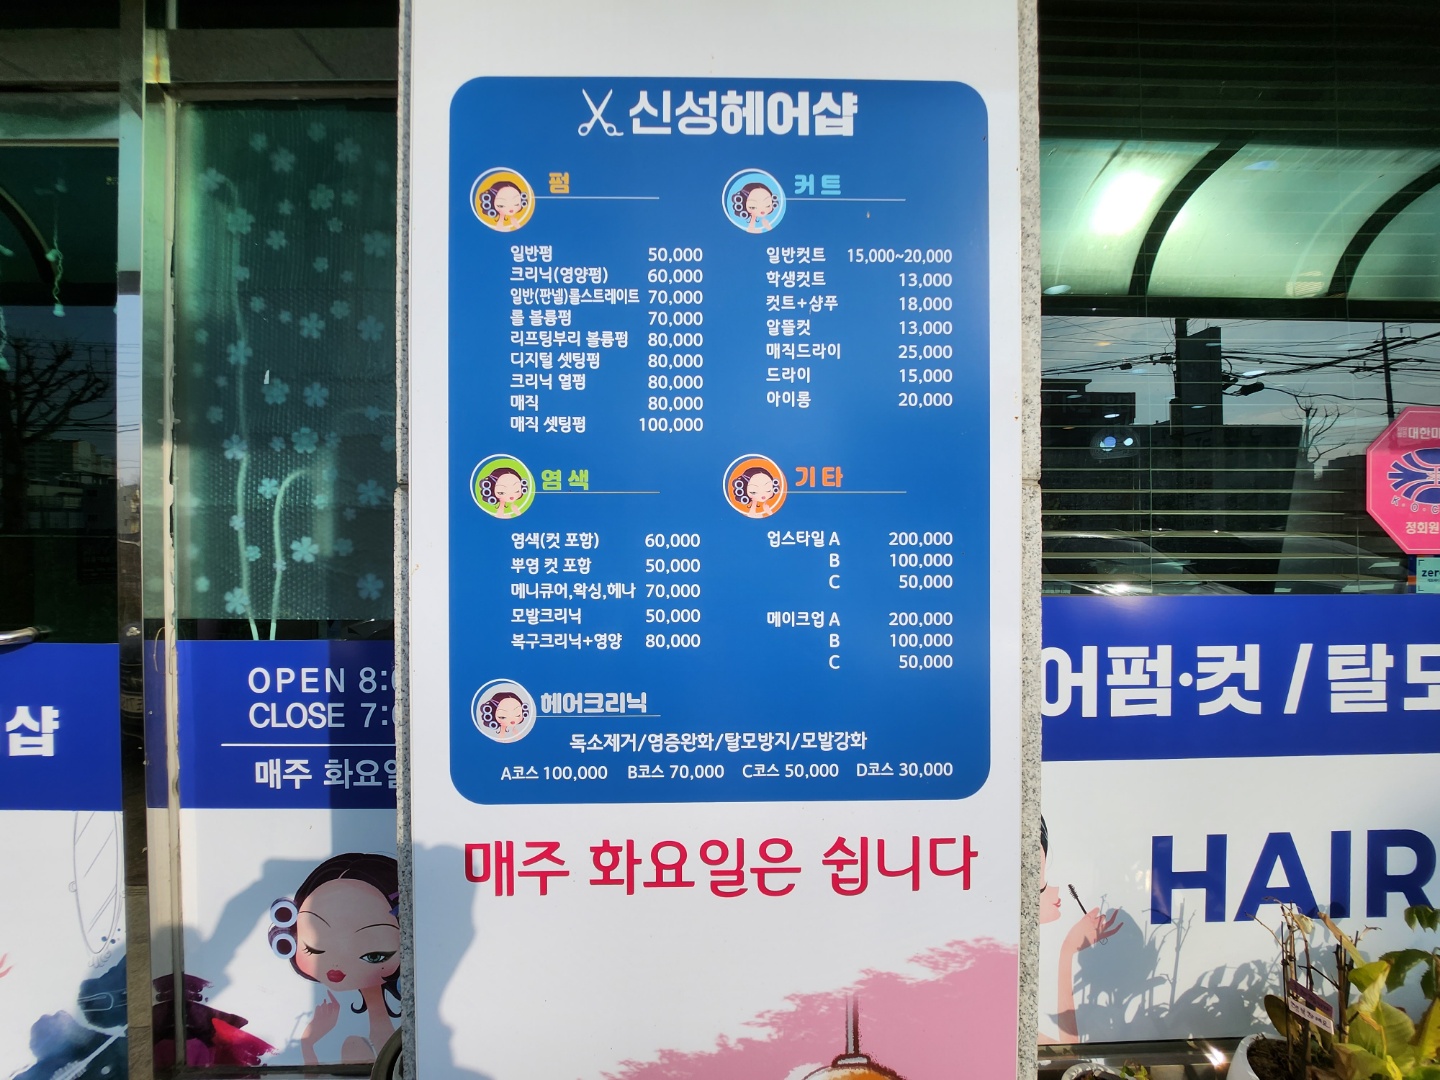 신성헤어샵
펌
일반펌 50,000
크리닉(영양펌) 60,000
일반(판넬)롤스트레이트 70,000
롤 볼륨펌 70,000
리프팅부리 볼륨펌 80,000
디지털 셋팅펌 80,000
크리닉 열펌 80,000
매직 80,000
매직 셋팅펌 100,000
커트
일반컷트 15,000~20,000
학생컷트 13,000
컷트+샴푸 18,000
알뜰컷 13,000
매직드라이 25,000
드라이 15,000
아이롱 20,000
염색
염색(컷 포함) 60,000
뿌염 컷 포함 50,000
메니큐어,왁싱,헤나 70,000
모발크리닉 50,000
복구크리닉+영양 80,000
기타
업스타일 A 200,000
B 100,000
C 50,000
메이크업 A 200,000
B 100,000
C 50,000
헤어크리닉
독소제거/염증완화/탈모방지/모발강화
A코스 100,000 B코스 70,000 C코스 50,000 D코스 30,000
매주 화요일은 쉽니다
샵
OPEN 8:
CLOSE 7:
매주 화요일
어펌·컷 / 탈모
HAIR
대한미
정회원
zer